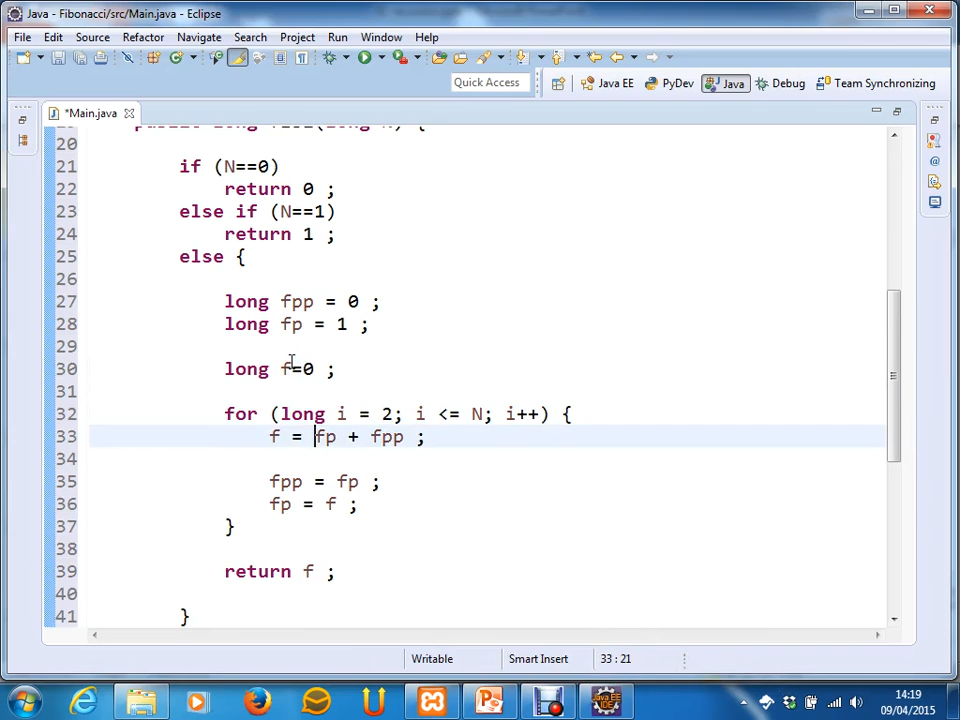 Java - Fibonacci/src/Main.java - Eclipse
File Edit Source Refactor Navigate Search Project Run Window Help
Quick Access Java EE PyDev Java Debug Team Synchronizing
*Main.java
20
21 if (N==0)
22 return 0 ;
23 else if (N==1)
24 return 1 ;
25 else {
26
27 long fpp = 0 ;
28 long fp = 1 ;
29
30 long f=0 ;
31
32 for (long i = 2; i <= N; i++) {
33 f = fp + fpp ;
34
35 fpp = fp ;
36 fp = f ;
37 }
38
39 return f ;
40
41 }
Writable Smart Insert 33 : 21
14:19
09/04/2015